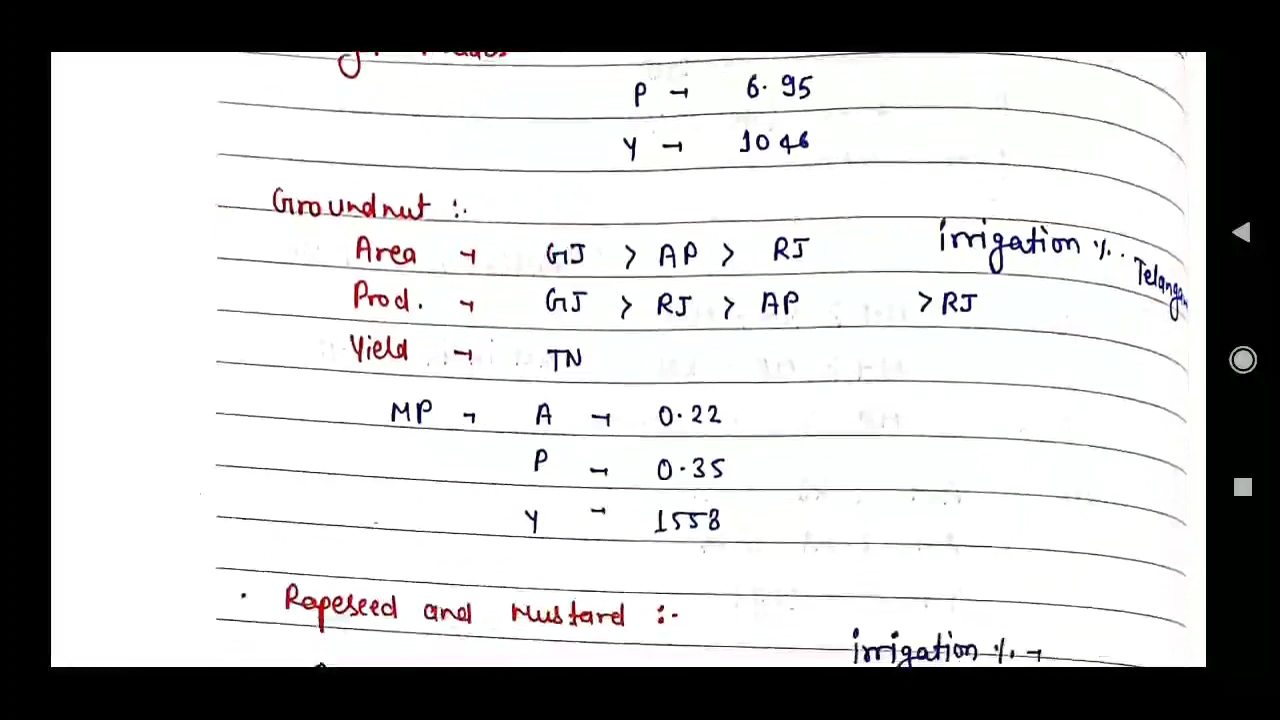 P → 6.95
Y → 1046
Groundnut :.
Area → GJ > AP > RJ
irrigation %..
Telangan
Prod. → GJ > RJ > AP
> RJ
Yield → TN
MP → A → 0.22
P → 0.35
Y → 1558
. Rapeseed and Mustard :-
irrigation %. →